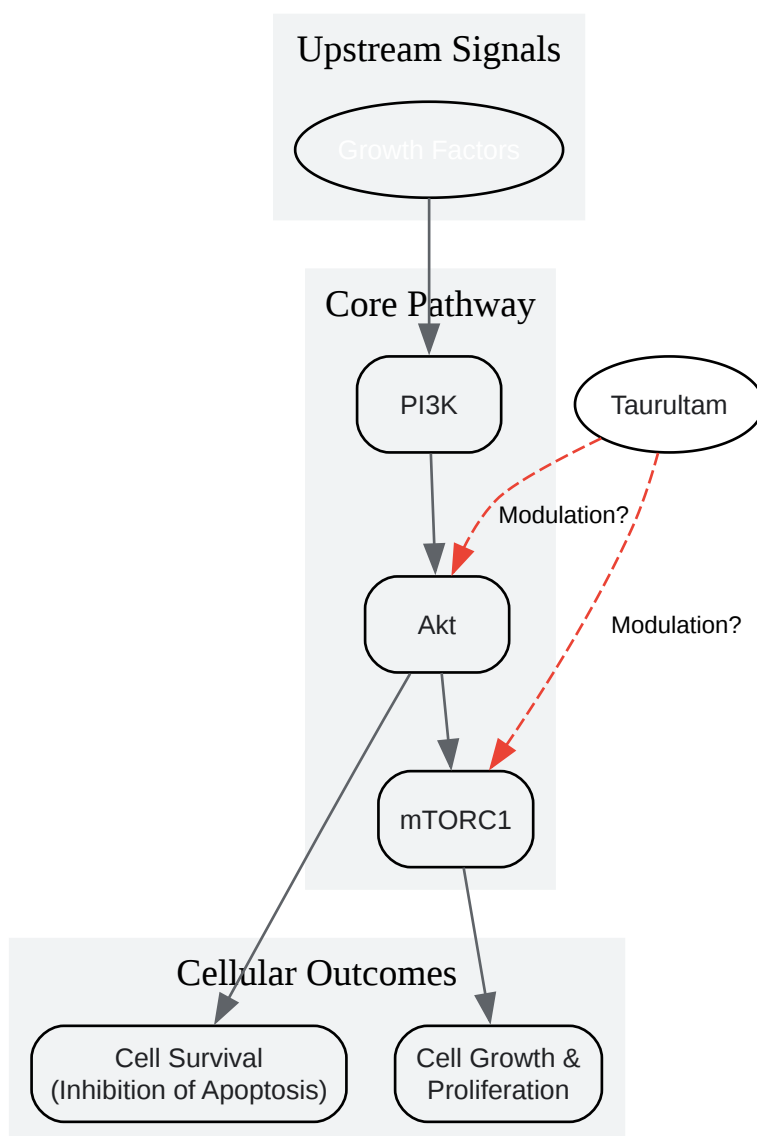 Upstream Signals
Growth Factors
Core Pathway
PI3K
Taurultam
Modulation?
Akt
Modulation?
mTORC1
Cellular Outcomes
Cell Survival
(Inhibition of Apoptosis)
Cell Growth &
Proliferation